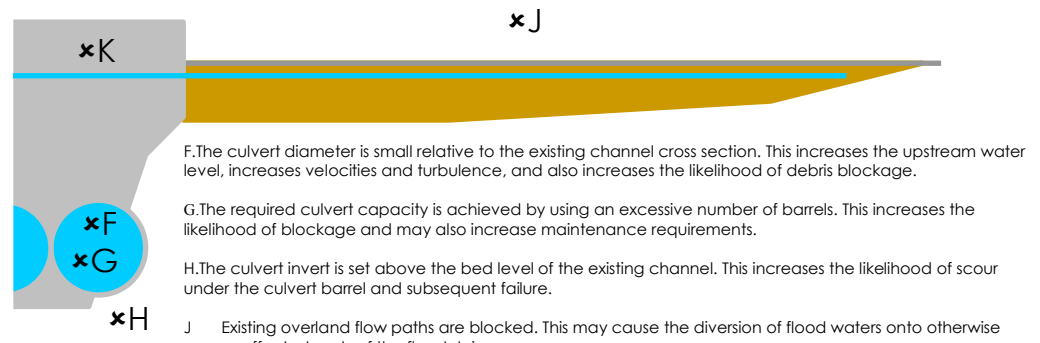 ×J
×K
F.The culvert diameter is small relative to the existing channel cross section. This increases the upstream water
level, increases velocities and turbulence, and also increases the likelihood of debris blockage.
×F
G.The required culvert capacity is achieved by using an excessive number of barrels. This increases the
likelihood of blockage and may also increase maintenance requirements.
×G
H.The culvert invert is set above the bed level of the existing channel. This increases the likelihood of scour
under the culvert barrel and subsequent failure.
×H
J Existing overland flow paths are blocked. This may cause the diversion of flood waters onto otherwise